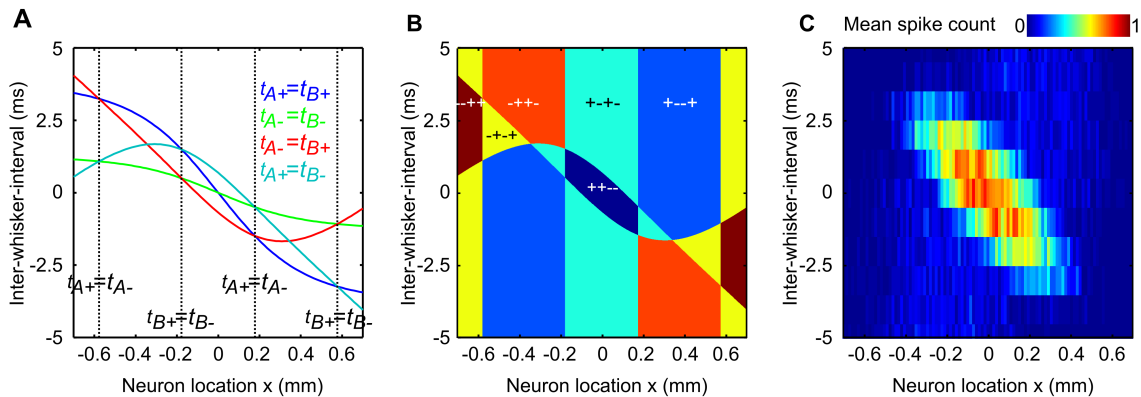 A
5
2.5
0
-2.5
-5
Inter-whisker-interval (ms)
tA+=tB+
tA-=tB-
tA-=tB+
tA+=tB-
tA+=tA-
tB+=tB-
tA+=tA-
tB+=tB-
-0.6 -0.4 -0.2 0 0.2 0.4 0.6
Neuron location x (mm)
B
5
2.5
0
-2.5
-5
Inter-whisker-interval (ms)
--++
-++-
+-+-
+--+
-+-+
++--
-0.6 -0.4 -0.2 0 0.2 0.4 0.6
Neuron location x (mm)
C
Mean spike count 0 1
5
2.5
0
-2.5
-5
Inter-whisker-interval (ms)
-0.6 -0.4 -0.2 0 0.2 0.4 0.6
Neuron location x (mm)